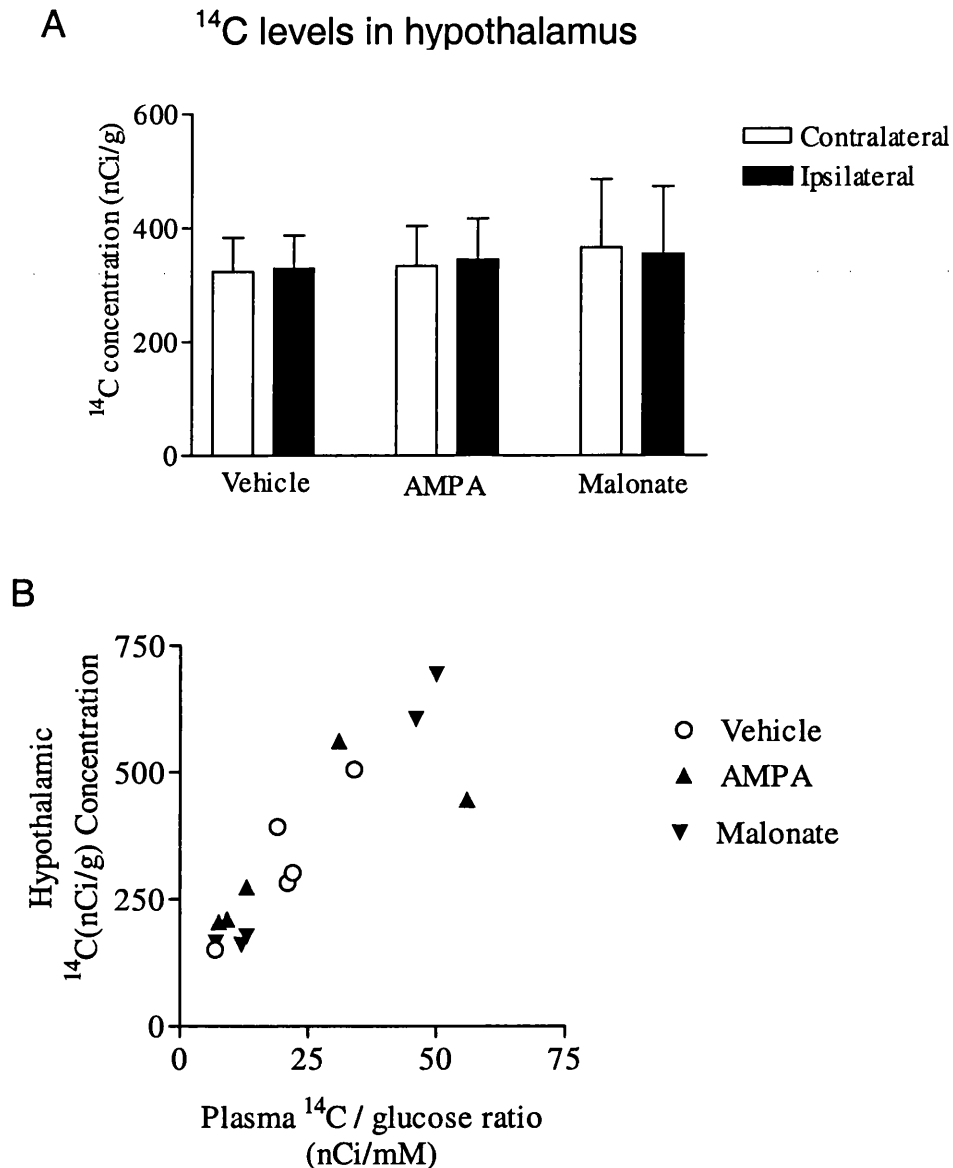 A
¹⁴C levels in hypothalamus
¹⁴C concentration (nCi/g)
600
400
200
0
Vehicle
AMPA
Malonate
Contralateral
Ipsilateral
B
Hypothalamic
¹⁴C(nCi/g) Concentration
750
500
250
0
0
25
50
75
Plasma ¹⁴C / glucose ratio
(nCi/mM)
Vehicle
AMPA
Malonate